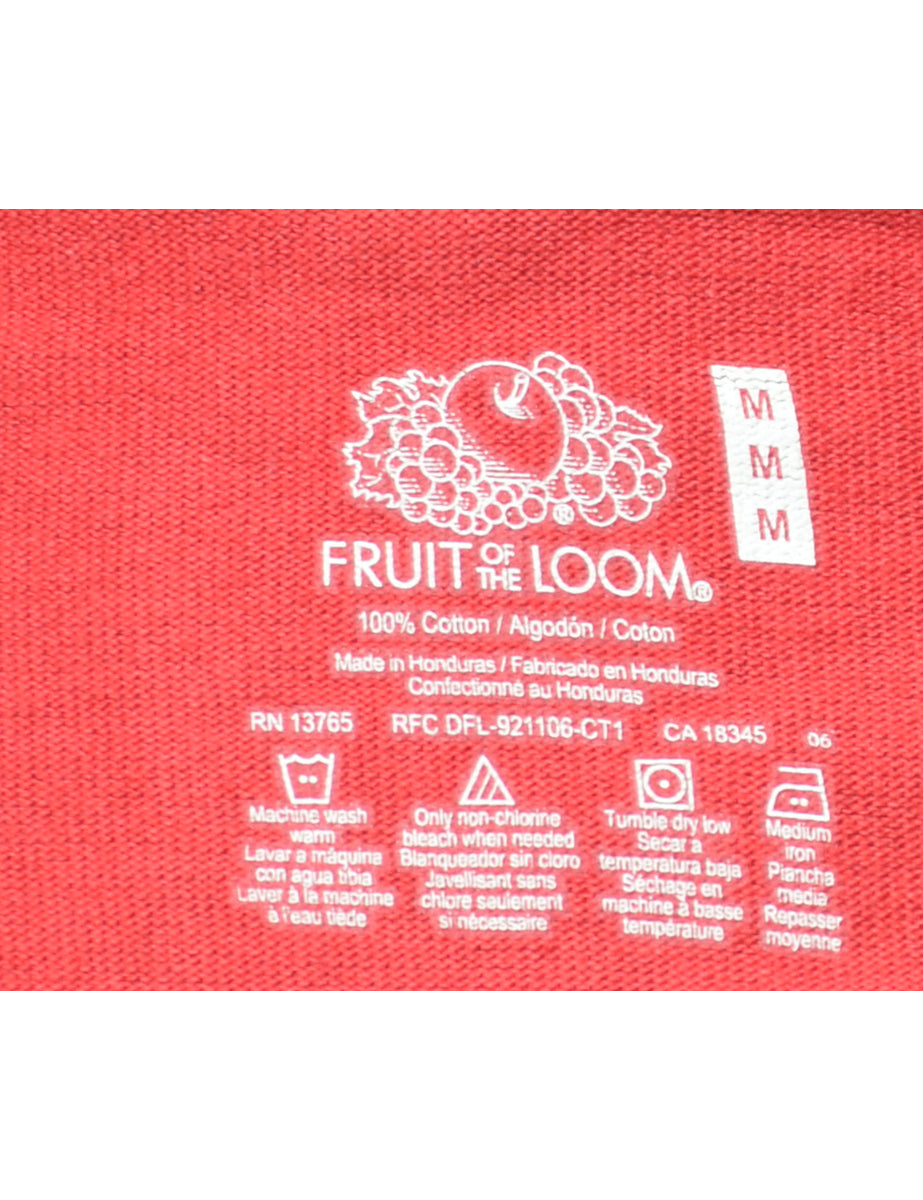 M
M
M
FRUIT OF THE LOOM®
100% Cotton / Algodón / Coton
Made in Honduras / Fabricado en Honduras
Confectionné au Honduras
RN 13765 RFC DFL-921106-CT1 CA 18345 06
Machine wash
warm
Lavar a máquina
con agua tibia
Laver à la machine
à l'eau tiède
Only non-chlorine
bleach when needed
Blanqueador sin cloro
Javellisant sans
chlore seulement
si nécessaire
Tumble dry low
Secar a
temperatura baja
Séchage en
machine à basse
température
Medium
iron
Plancha
media
Repasser
moyenne